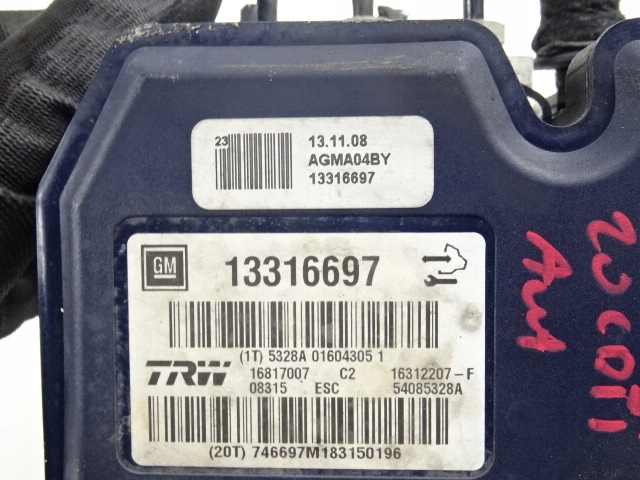 23
13.11.08
AGMA04BY
13316697
GM
13316697
(1T) 5328A 01604305 1
TRW
16817007 C2 16312207-F
08315 ESC 54085328A
(20T) 746697M183150196